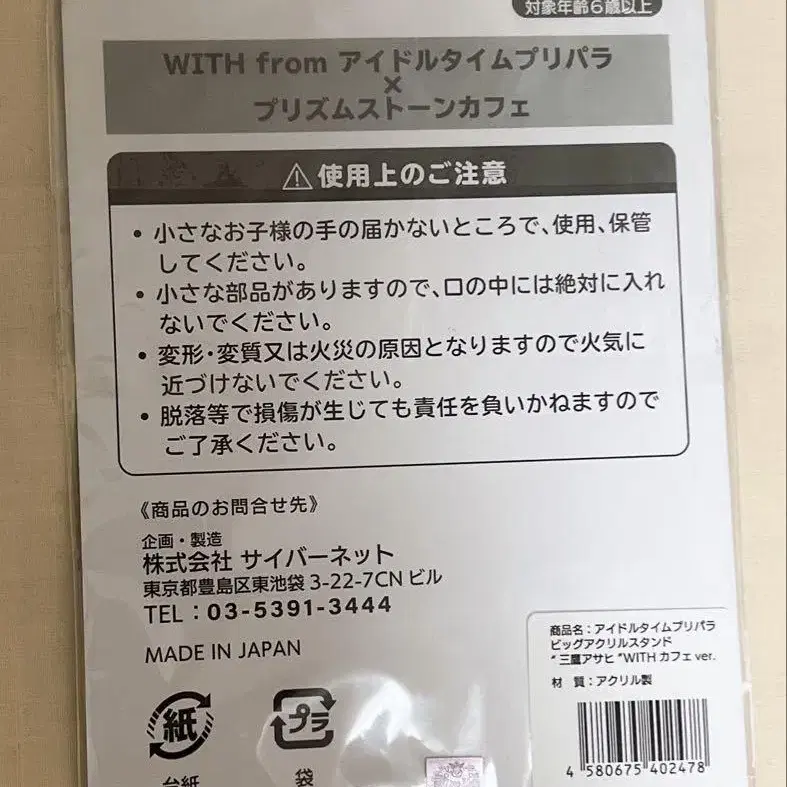 対象年齢6歳以上
WITH from アイドルタイムプリパラ
×
プリズムストーンカフェ
使用上のご注意
• 小さなお子様の手の届かないところで、使用、保管
してください。
• 小さな部品がありますので、口の中には絶対に入れ
ないでください。
• 変形・変質又は火災の原因となりますので火気に
近づけないでください。
• 脱落等で損傷が生じても責任を負いかねますので
ご了承ください。
《商品のお問合せ先》
企画・製造
株式会社 サイバーネット
東京都豊島区東池袋 3-22-7CN ビル
TEL：03-5391-3444
MADE IN JAPAN
紙
プラ
台紙
袋
商品名：アイドルタイムプリパラ
ビッグアクリルスタンド
“ 三鷹アサヒ ”WITH カフェ ver.
材 質：アクリル製
4 580675 402478